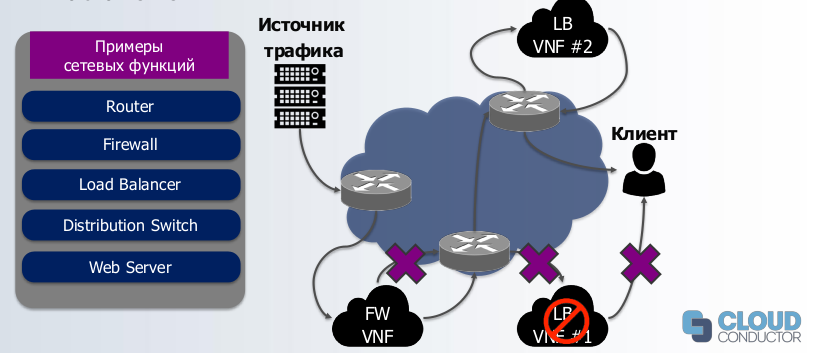 Примеры
сетевых функций
Router
Firewall
Load Balancer
Distribution Switch
Web Server
Источник
трафика
LB
VNF #2
Клиент
FW
VNF
LB
VNF #1
CLOUD
CONDUCTOR